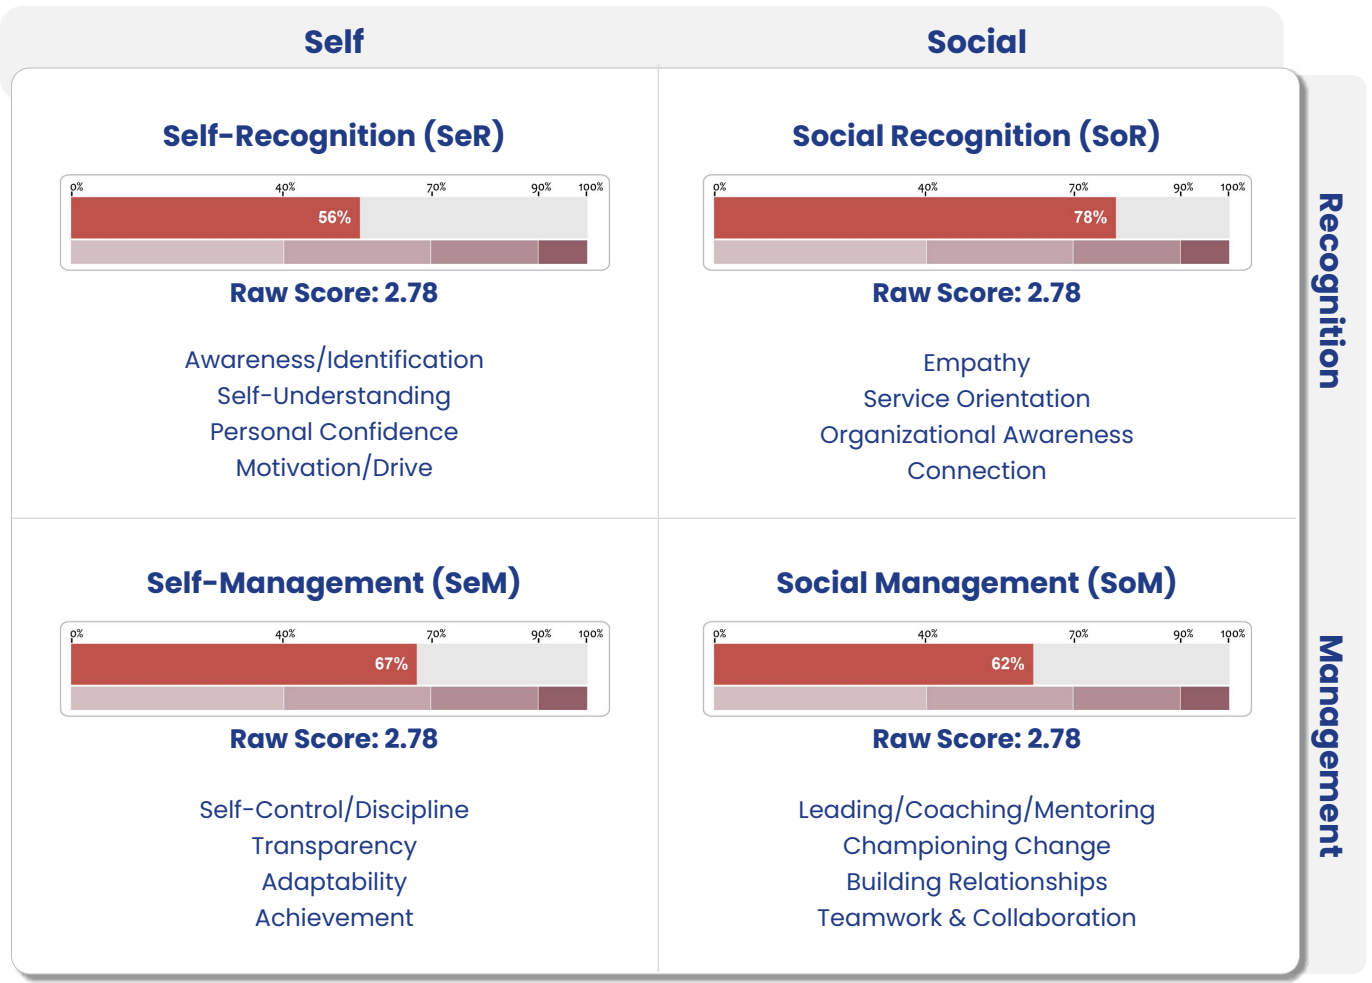 Self
Social
Self-Recognition (SeR)
0% 40% 70% 90% 100%
56%
Raw Score: 2.78
Awareness/Identification
Self-Understanding
Personal Confidence
Motivation/Drive
Social Recognition (SoR)
0% 40% 70% 90% 100%
78%
Raw Score: 2.78
Empathy
Service Orientation
Organizational Awareness
Connection
Recognition
Self-Management (SeM)
0% 40% 70% 90% 100%
67%
Raw Score: 2.78
Self-Control/Discipline
Transparency
Adaptability
Achievement
Social Management (SoM)
0% 40% 70% 90% 100%
62%
Raw Score: 2.78
Leading/Coaching/Mentoring
Championing Change
Building Relationships
Teamwork & Collaboration
Management